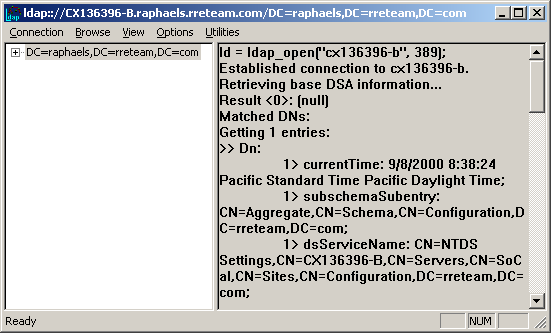 ldap://CX136396-B.raphaels.rreteam.com/DC=raphaels,DC=rreteam,DC=com
Connection Browse View Options Utilities
DC=raphaels,DC=rreteam,DC=com
ld = ldap_open("cx136396-b", 389);
Established connection to cx136396-b.
Retrieving base DSA information...
Result <0>: (null)
Matched DNs:
Getting 1 entries:
>> Dn:
1> currentTime: 9/8/2000 8:38:24
Pacific Standard Time Pacific Daylight Time;
1> subschemaSubentry:
CN=Aggregate,CN=Schema,CN=Configuration,D
C=rreteam,DC=com;
1> dsServiceName: CN=NTDS
Settings,CN=CX136396-B,CN=Servers,CN=SoC
al,CN=Sites,CN=Configuration,DC=rreteam,DC=
com;
Ready NUM